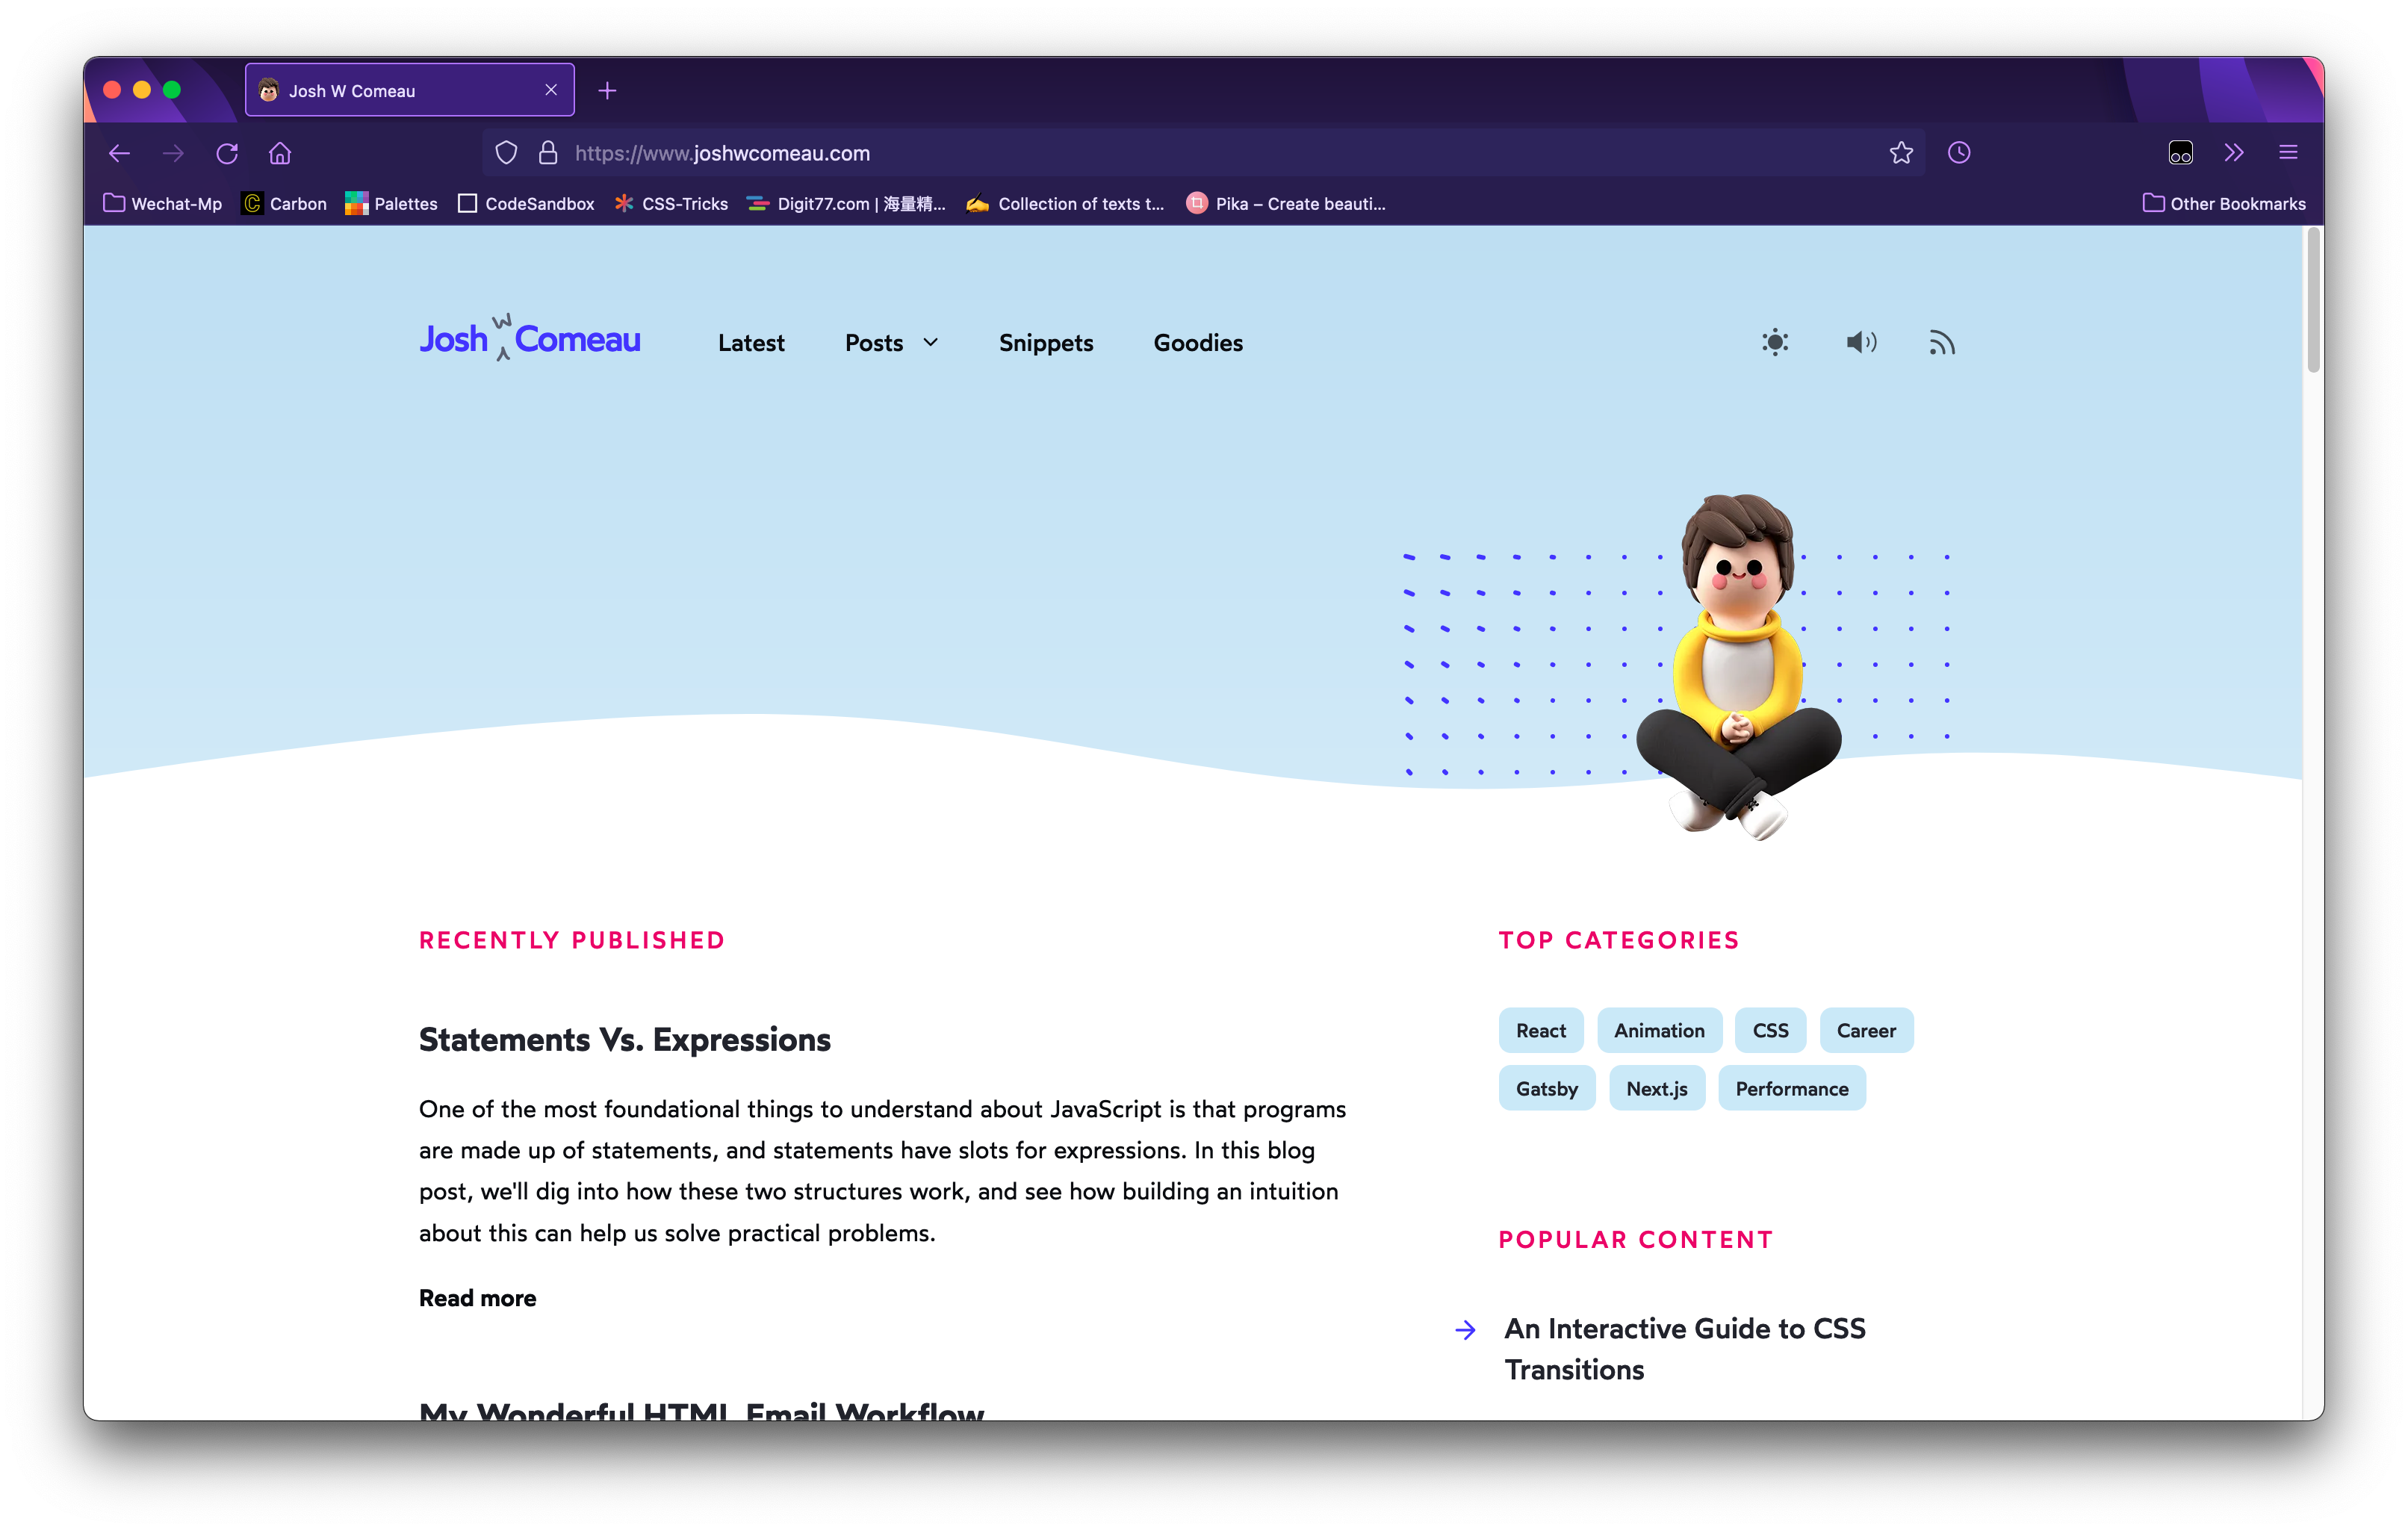 Josh W Comeau
https://www.joshwcomeau.com
Wechat-Mp Carbon Palettes CodeSandbox CSS-Tricks Digit77.com | 海量精... Collection of texts t... Pika – Create beauti... Other Bookmarks
Josh W Comeau Latest Posts Snippets Goodies
RECENTLY PUBLISHED
Statements Vs. Expressions
One of the most foundational things to understand about JavaScript is that programs
are made up of statements, and statements have slots for expressions. In this blog
post, we'll dig into how these two structures work, and see how building an intuition
about this can help us solve practical problems.
Read more
My Wonderful HTML Email Workflow
TOP CATEGORIES
React Animation CSS Career
Gatsby Next.js Performance
POPULAR CONTENT
An Interactive Guide to CSS
Transitions